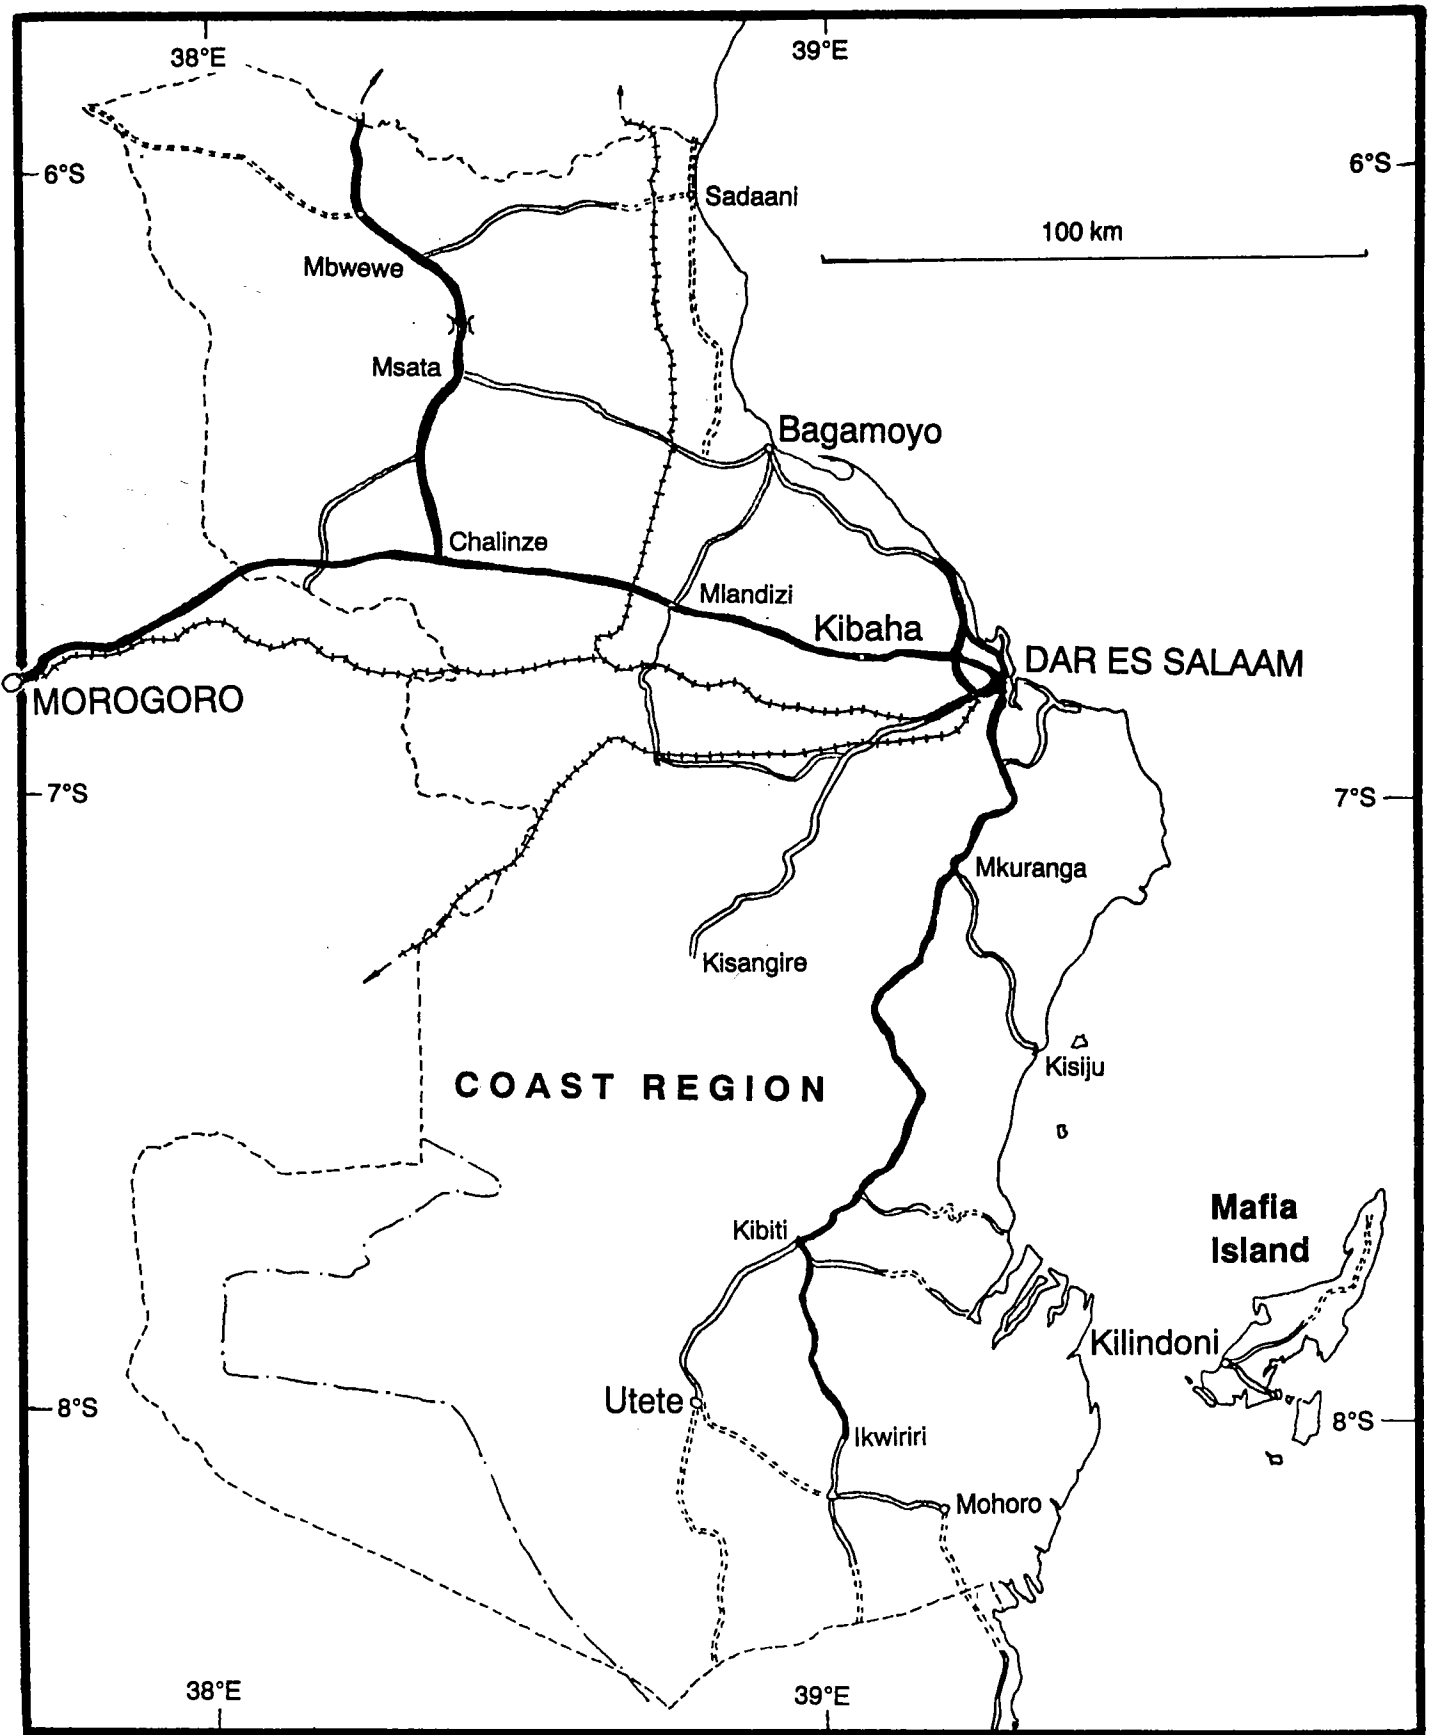 38°E
39°E
6°S
6°S
Sadaani
100 km
Mbwewe
Msata
Bagamoyo
Chalinze
Mlandizi
Kibaha
DAR ES SALAAM
MOROGORO
7°S
7°S
Mkuranga
Kisangire
Kisiju
COAST REGION
Mafia
Island
Kibiti
Kilindoni
Utete
8°S
8°S
Ikwiriri
Mohoro
38°E
39°E